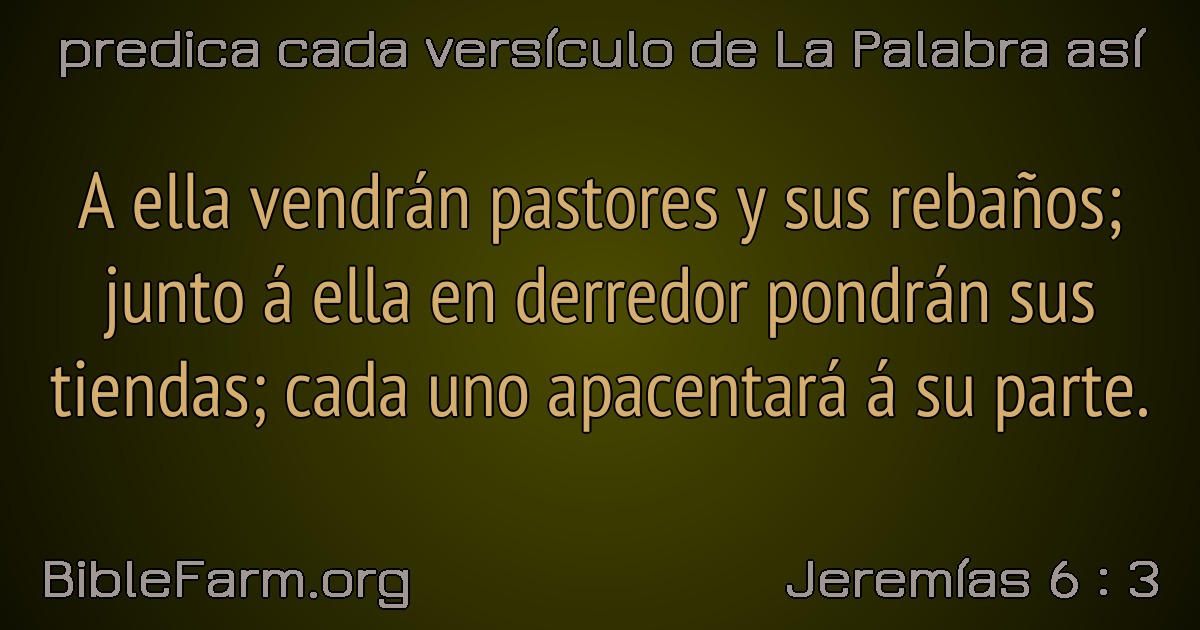 predica cada versículo de La Palabra así
A ella vendrán pastores y sus rebaños;
junto á ella en derredor pondrán sus
tiendas; cada uno apacentará á su parte.
BibleFarm.org
Jeremías 6 : 3